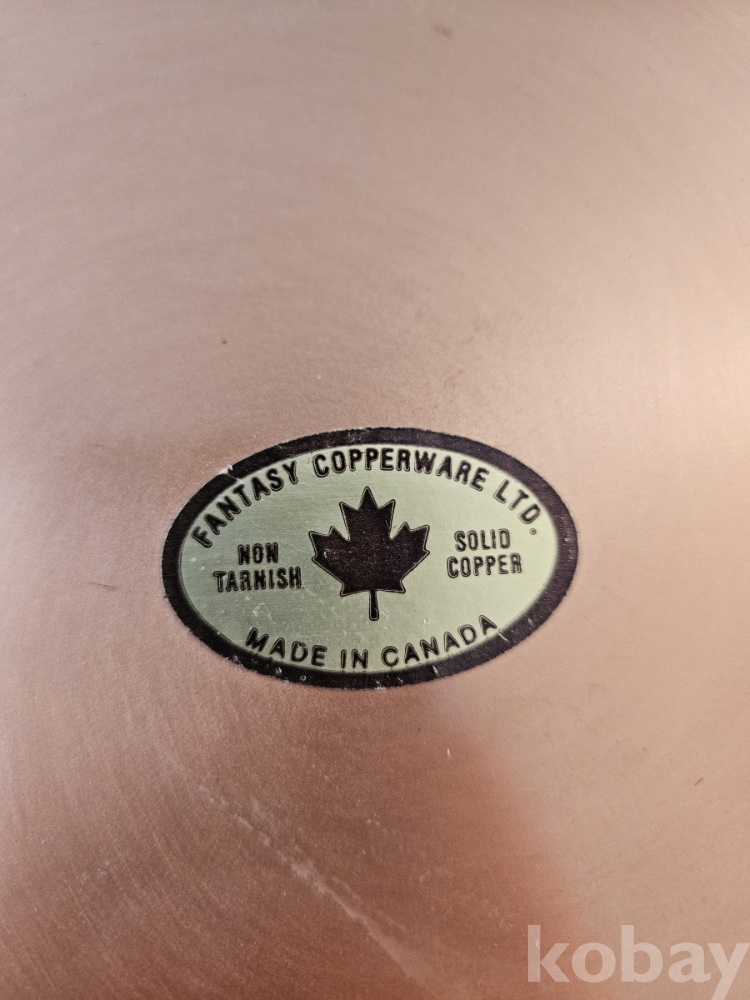 FANTASY COPPERWARE LTD.
NON
TARNISH
SOLID
COPPER
MADE IN CANADA
kobay